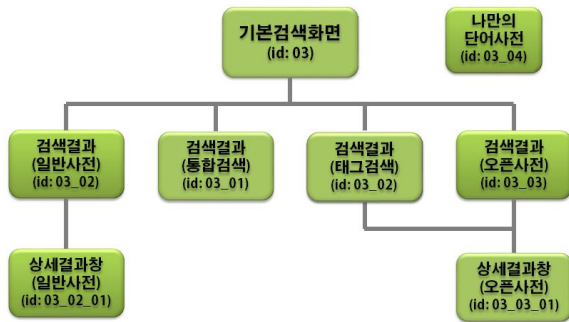 기본검색화면
(id: 03)
나만의
단어사전
(id: 03_04)
검색결과
(일반사전)
(id: 03_02)
검색결과
(통합검색)
(id: 03_01)
검색결과
(태그검색)
(id: 03_02)
검색결과
(오픈사전)
(id: 03_03)
상세결과창
(일반사전)
(id: 03_02_01)
상세결과창
(오픈사전)
(id: 03_03_01)